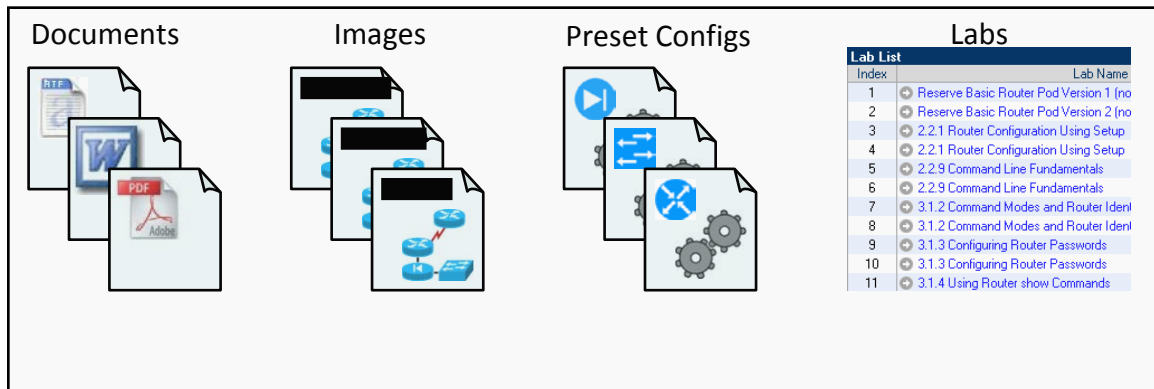 Documents
Images
Preset Configs
Labs
RTF
W
PDF
Adobe
Lab List
Index Lab Name
1 Reserve Basic Router Pod Version 1 (no
2 Reserve Basic Router Pod Version 2 (no
3 2.2.1 Router Configuration Using Setup
4 2.2.1 Router Configuration Using Setup
5 2.2.9 Command Line Fundamentals
6 2.2.9 Command Line Fundamentals
7 3.1.2 Command Modes and Router Ident
8 3.1.2 Command Modes and Router Ident
9 3.1.3 Configuring Router Passwords
10 3.1.3 Configuring Router Passwords
11 3.1.4 Using Router show Commands